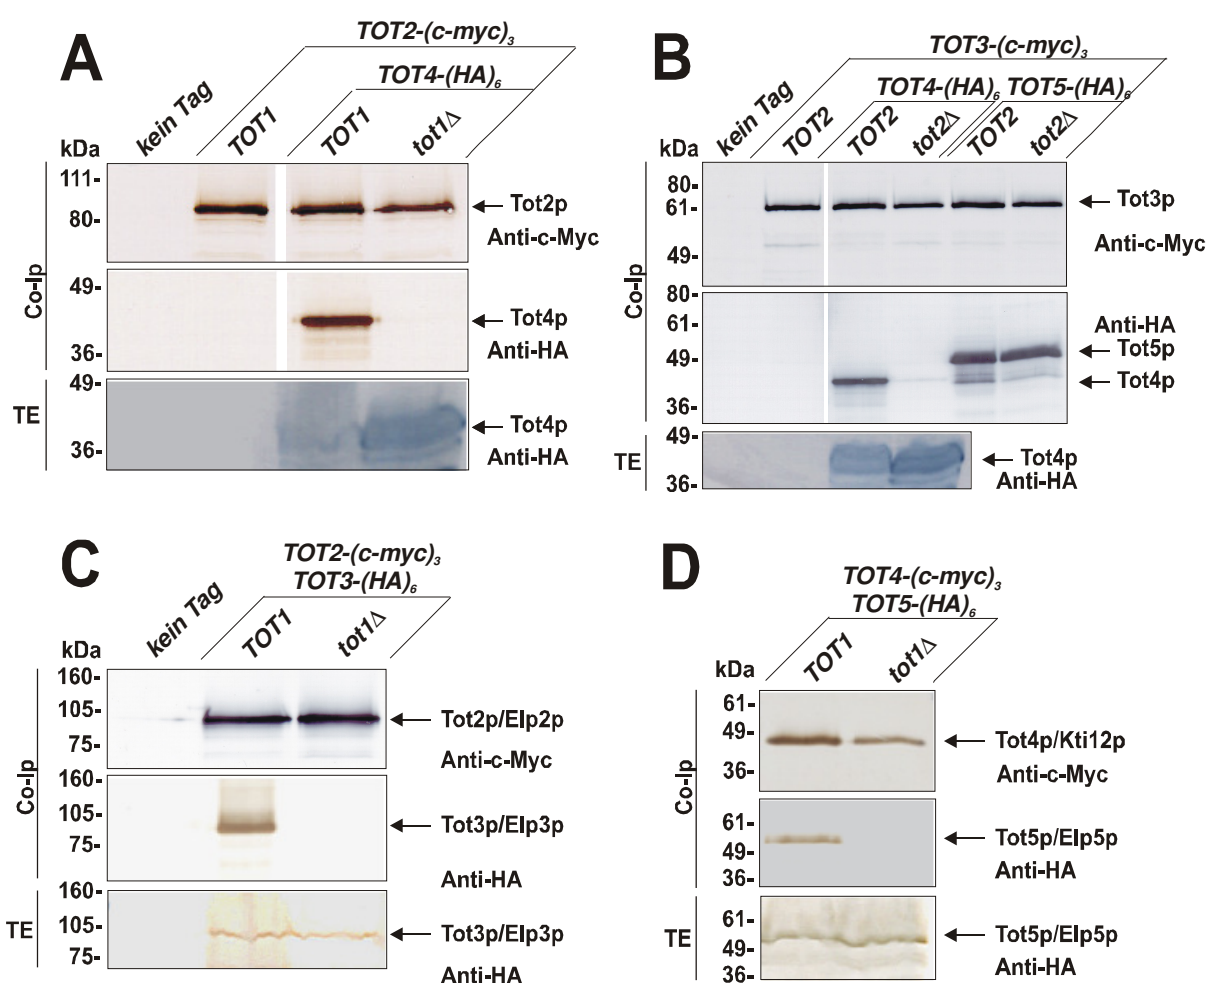 A
TOT2-(c-myc)₃
TOT4-(HA)₆
kein Tag
TOT1
TOT1
tot1Δ
kDa
111-
80-
Tot2p
Anti-c-Myc
Co-Ip
49-
36-
Tot4p
Anti-HA
TE
49-
36-
Tot4p
Anti-HA
B
TOT3-(c-myc)₃
TOT4-(HA)₆
TOT5-(HA)₆
kein Tag
TOT2
TOT2
tot2Δ
TOT2
tot2Δ
kDa
80-
61-
49-
Tot3p
Anti-c-Myc
Co-Ip
80-
61-
49-
36-
Anti-HA
Tot5p
Tot4p
TE
49-
36-
Tot4p
Anti-HA
C
TOT2-(c-myc)₃
TOT3-(HA)₆
kein Tag
TOT1
tot1Δ
kDa
160-
105-
75-
Tot2p/Elp2p
Anti-c-Myc
Co-Ip
160-
105-
75-
Tot3p/Elp3p
Anti-HA
TE
160-
105-
75-
Tot3p/Elp3p
Anti-HA
D
TOT4-(c-myc)₃
TOT5-(HA)₆
TOT1
tot1Δ
kDa
61-
49-
36-
Tot4p/Kti12p
Anti-c-Myc
Co-Ip
61-
49-
36-
Tot5p/Elp5p
Anti-HA
TE
61-
49-
36-
Tot5p/Elp5p
Anti-HA